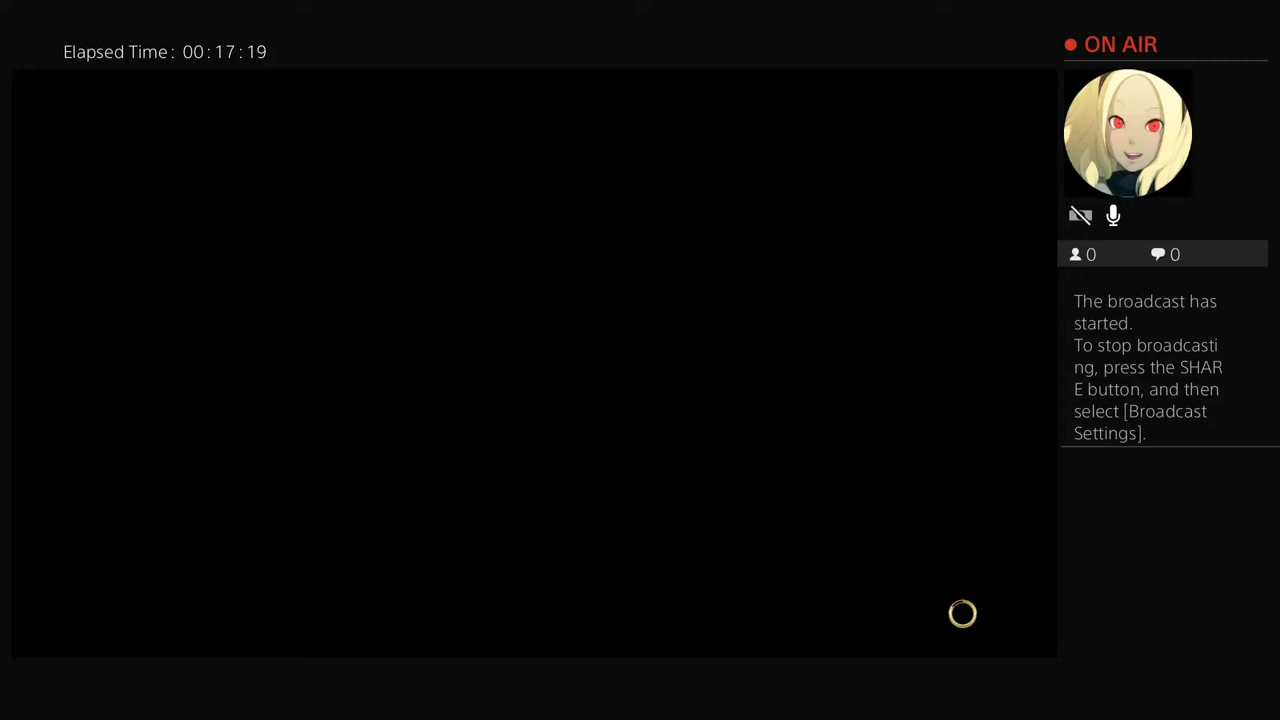 Elapsed Time: 00:17:19
ON AIR
0 0
The broadcast has
started.
To stop broadcasti
ng, press the SHAR
E button, and then
select [Broadcast
Settings].